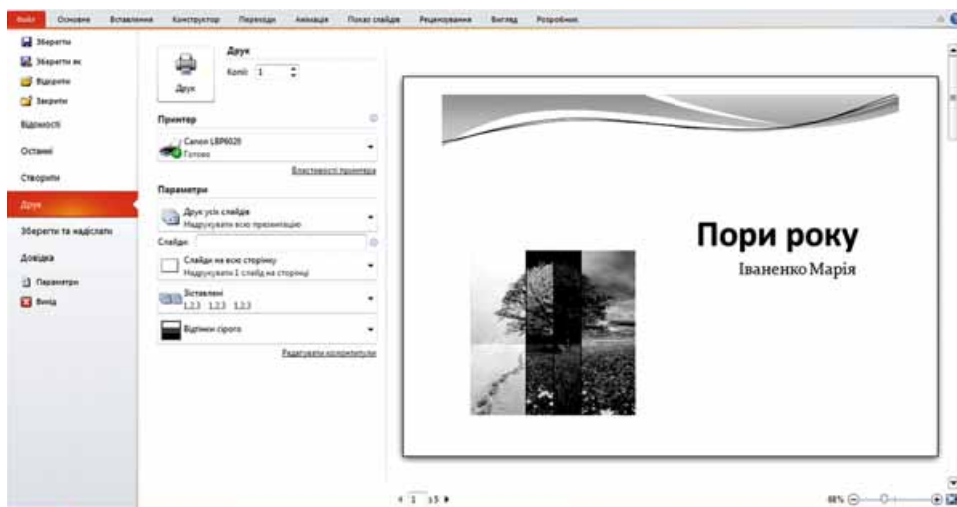 Файл Основне Вставлення Конструктор Переходи Анімація Показ слайдів Рецензування Вигляд Розробник
Зберегти
Зберегти як
Відкрити
Закрити
Відомості
Останні
Створити
Друк
Зберегти та надіслати
Довідка
Параметри
Вихід
Друк
Друк
Копії: 1
Принтер
Canon LBP6020
Готово
Властивості принтера
Параметри
Друк усіх слайдів
Надрукувати всю презентацію
Слайди:
Слайди на всю сторінку
Надрукувати 1 слайд на сторінці
Зіставлені
1,2,3 1,2,3 1,2,3
Відтінки сірого
Редагувати колонтитули
Пори року
Іваненко Марія
1 з 5
68%